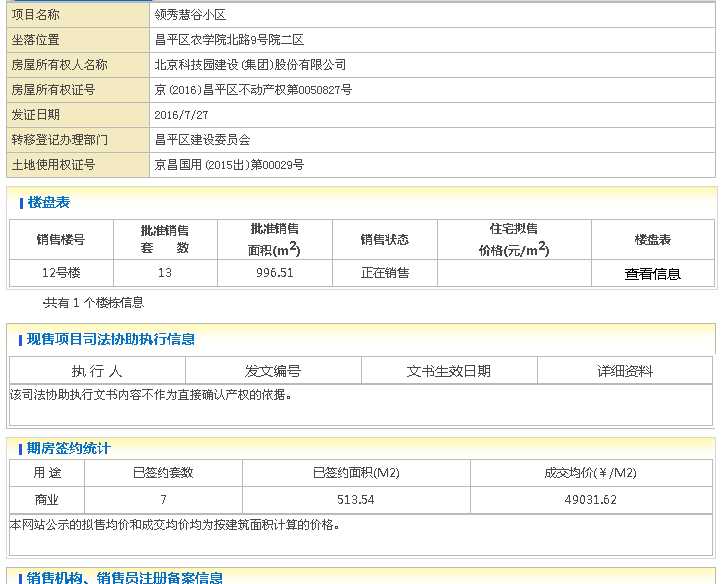 项目名称 领秀慧谷小区
坐落位置 昌平区农学院北路9号院二区
房屋所有权人名称 北京科技园建设(集团)股份有限公司
房屋所有权证号 京(2016)昌平区不动产权第0050827号
发证日期 2016/7/27
转移登记办理部门 昌平区建设委员会
土地使用权证号 京昌国用(2015出)第00029号
楼盘表
销售楼号 批准销售套 数 批准销售面积(m2) 销售状态 住宅拟售价格(元/m2) 楼盘表
12号楼 13 996.51 正在销售 查看信息
·共有 1 个楼栋信息
现售项目司法协助执行信息
执 行 人 发文编号 文书生效日期 详细资料
该司法协助执行文书内容不作为直接确认产权的依据。
期房签约统计
用 途 已签约套数 已签约面积(M2) 成交均价(¥/M2)
商业 7 513.54 49031.62
本网站公示的拟售均价和成交均价均为按建筑面积计算的价格。
销售机构、销售员注册备案信息